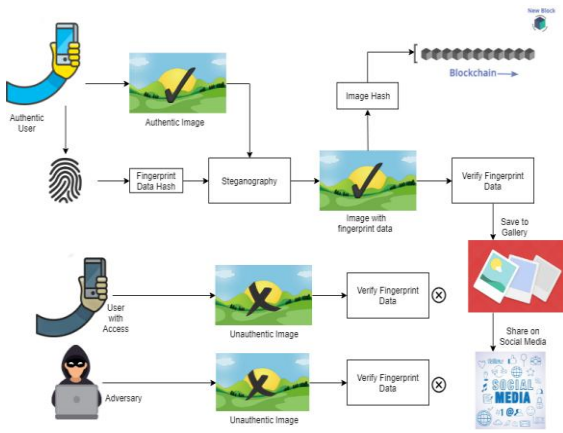 New Block
Blockchain
Authentic
User
Authentic Image
Image Hash
Fingerprint
Data Hash
Steganography
Image with
fingerprint data
Verify Fingerprint
Data
Save to
Gallery
User
with
Access
Unauthentic Image
Verify Fingerprint
Data
Share on
Social Media
Adversary
Unauthentic Image
Verify Fingerprint
Data
follow
SOCIAL
MEDIA